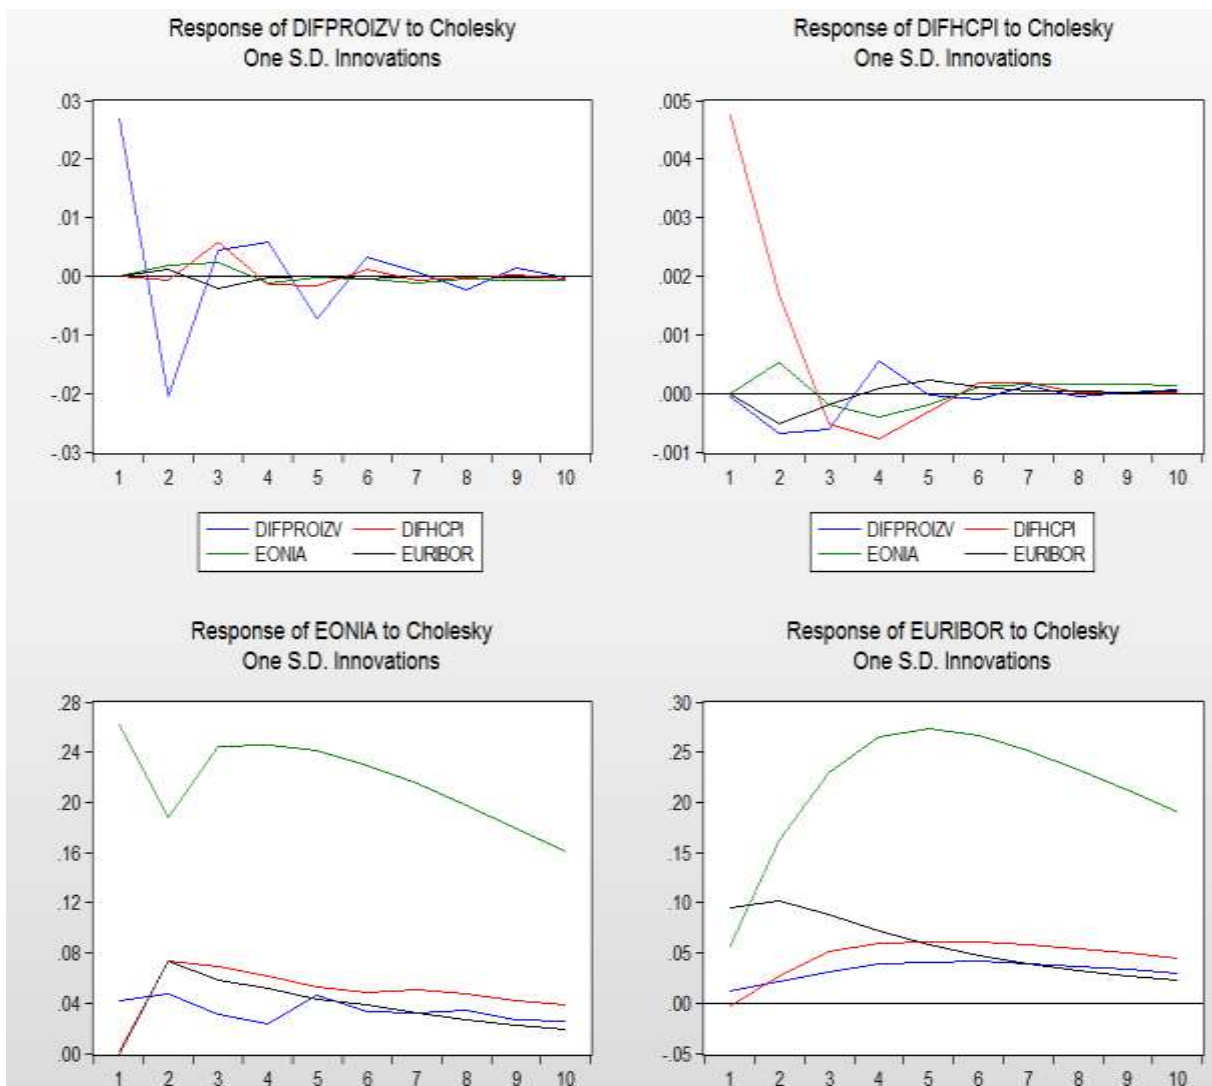 Response of DIFPROIZV to Cholesky
One S.D. Innovations
.03
.02
.01
.00
-.01
-.02
-.03
1 2 3 4 5 6 7 8 9 10
DIFPROIZV DIFHCPI
EONIA EURIBOR
Response of DIFHCPI to Cholesky
One S.D. Innovations
.005
.004
.003
.002
.001
.000
-.001
1 2 3 4 5 6 7 8 9 10
DIFPROIZV DIFHCPI
EONIA EURIBOR
Response of EONIA to Cholesky
One S.D. Innovations
.28
.24
.20
.16
.12
.08
.04
.00
1 2 3 4 5 6 7 8 9 10
Response of EURIBOR to Cholesky
One S.D. Innovations
.30
.25
.20
.15
.10
.05
.00
-.05
1 2 3 4 5 6 7 8 9 10